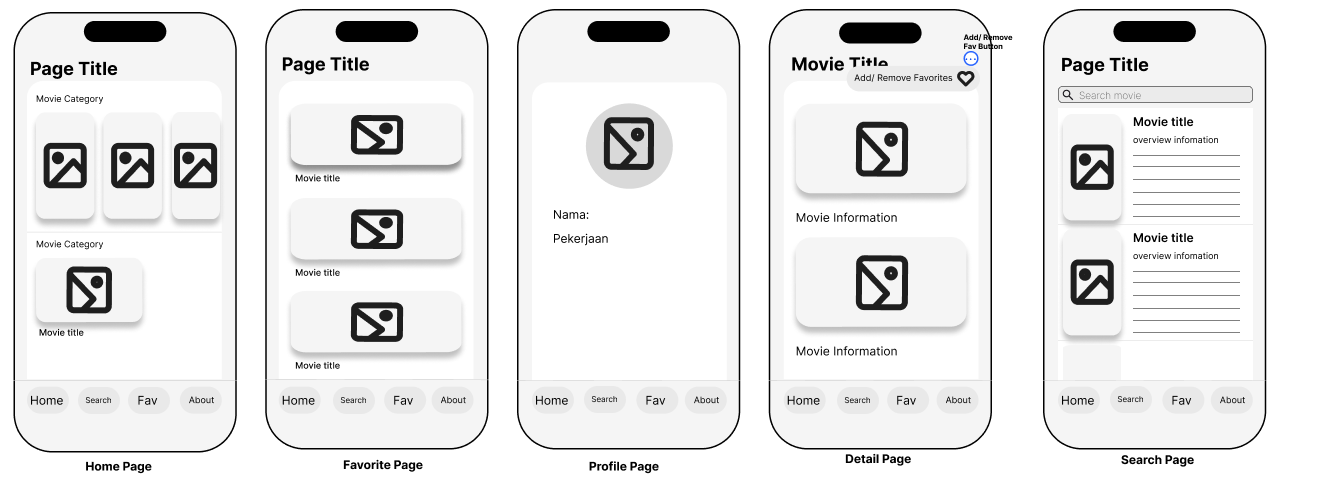 Page Title
Movie Category
Movie Category
Movie title
Home
Search
Fav
About
Home Page
Page Title
Movie title
Movie title
Movie title
Home
Search
Fav
About
Favorite Page
Nama:
Pekerjaan
Home
Search
Fav
About
Profile Page
Add/ Remove
Fav Button
Movie Title
Add/ Remove Favorites
Movie Information
Movie Information
Home
Search
Fav
About
Detail Page
Page Title
Search movie
Movie title
overview infomation
Movie title
overview infomation
Home
Search
Fav
About
Search Page